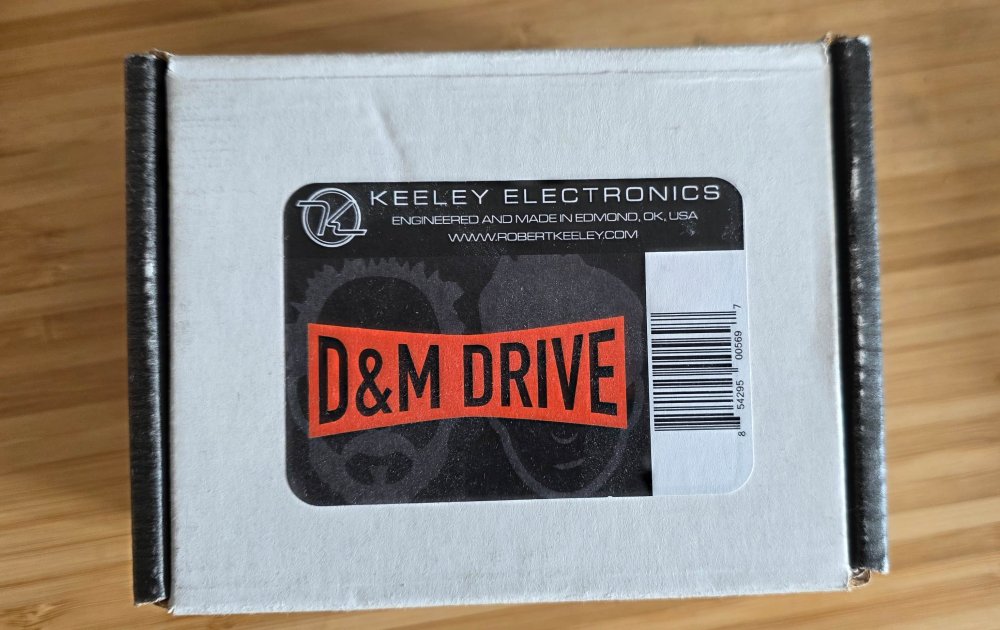 KEELEY ELECTRONICS
ENGINEERED AND MADE IN EDMOND, OK, USA
WWW.ROBERTKEELEY.COM
D&M DRIVE
8 54295 00569 7